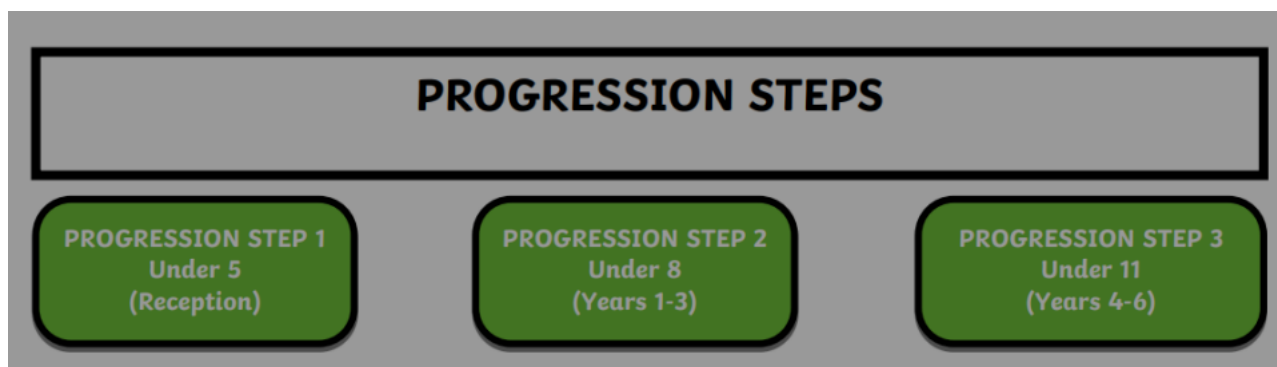 PROGRESSION STEPS
PROGRESSION STEP 1
Under 5
(Reception)
PROGRESSION STEP 2
Under 8
(Years 1-3)
PROGRESSION STEP 3
Under 11
(Years 4-6)